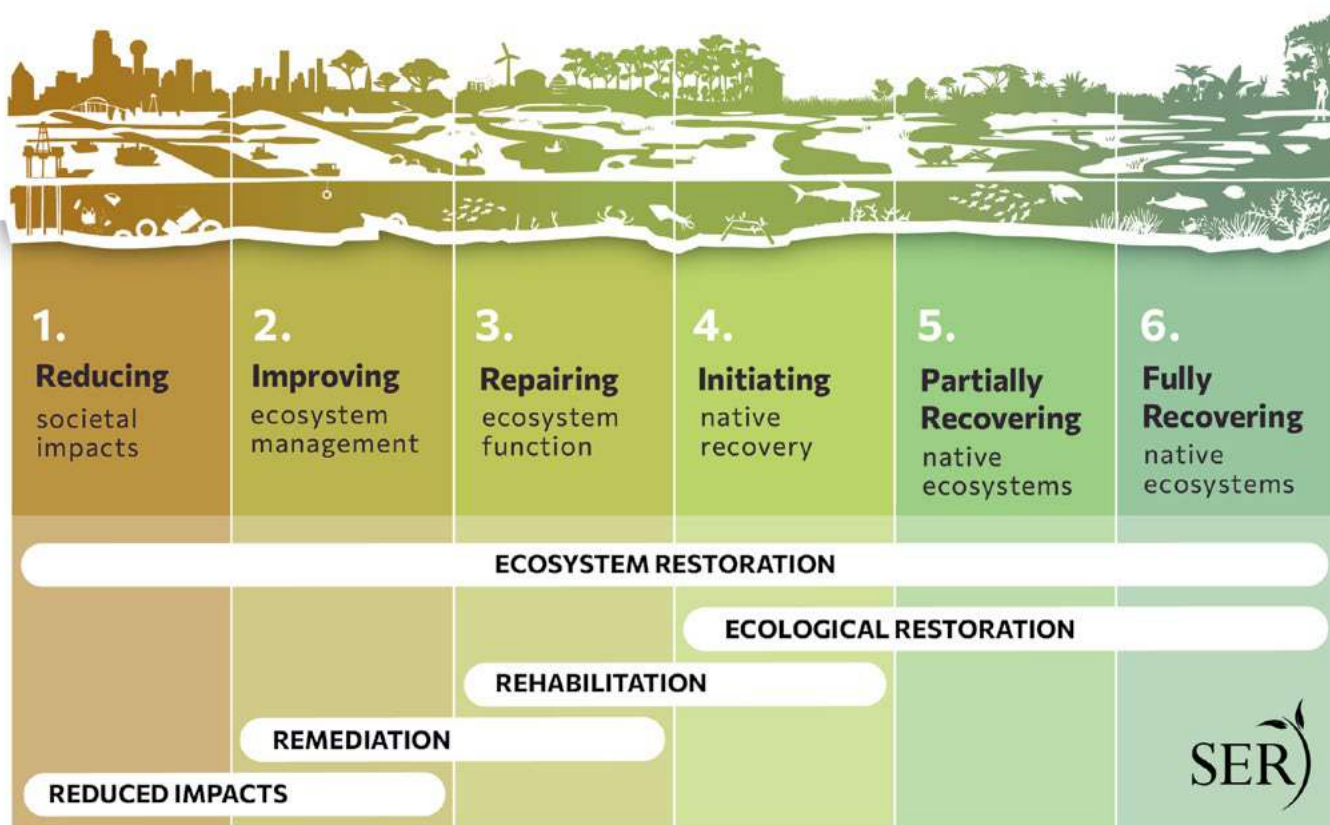 1.
Reducing
societal
impacts
2.
Improving
ecosystem
management
3.
Repairing
ecosystem
function
4.
Initiating
native
recovery
5.
Partially
Recovering
native
ecosystems
6.
Fully
Recovering
native
ecosystems
ECOSYSTEM RESTORATION
ECOLOGICAL RESTORATION
REHABILITATION
REMEDIATION
REDUCED IMPACTS
SER